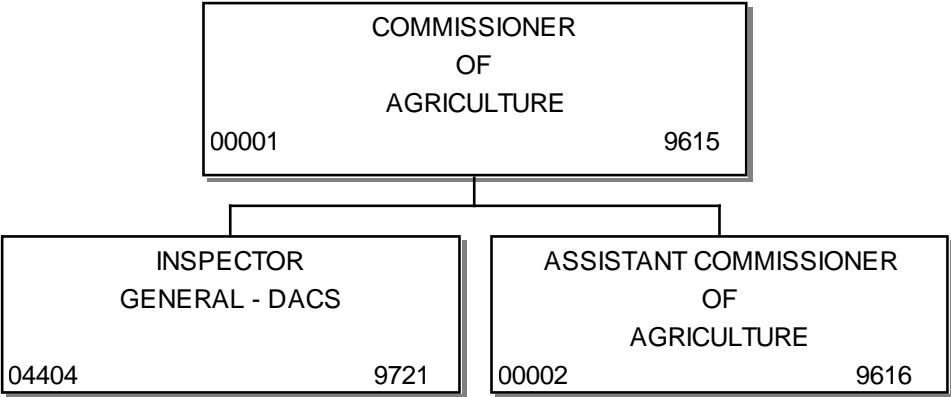 COMMISSIONER
OF
AGRICULTURE
00001 9615
INSPECTOR
GENERAL - DACS
04404 9721
ASSISTANT COMMISSIONER
OF
AGRICULTURE
00002 9616